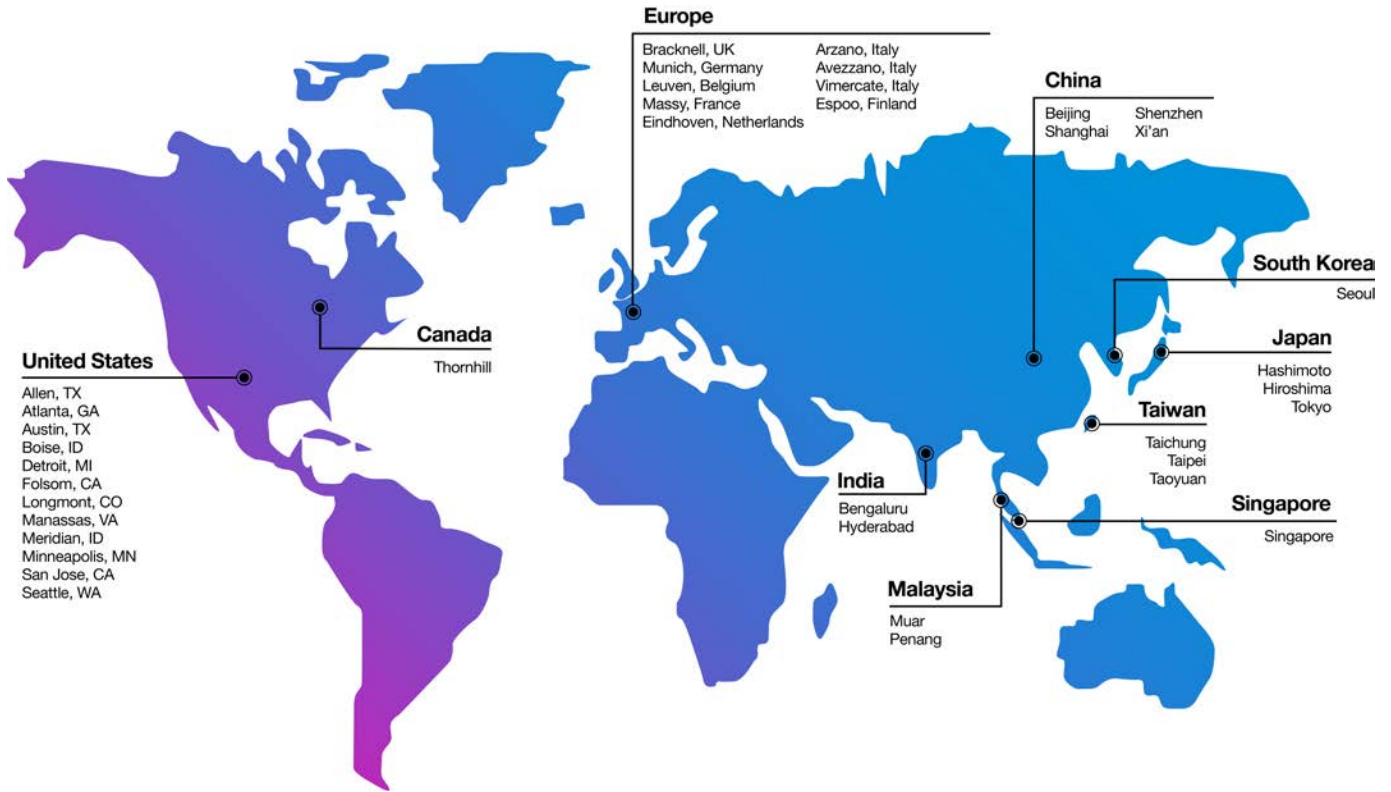 Europe
Bracknell, UK
Munich, Germany
Leuven, Belgium
Massy, France
Eindhoven, Netherlands
Arzano, Italy
Avezzano, Italy
Vimercate, Italy
Espoo, Finland
China
Beijing
Shanghai
Shenzhen
Xi'an
South Korea
Seoul
Canada
Thornhill
Japan
Hashimoto
Hiroshima
Tokyo
United States
Allen, TX
Atlanta, GA
Austin, TX
Boise, ID
Detroit, MI
Folsom, CA
Longmont, CO
Manassas, VA
Meridian, ID
Minneapolis, MN
San Jose, CA
Seattle, WA
Taiwan
Taichung
Taipei
Taoyuan
India
Bengaluru
Hyderabad
Singapore
Singapore
Malaysia
Muar
Penang